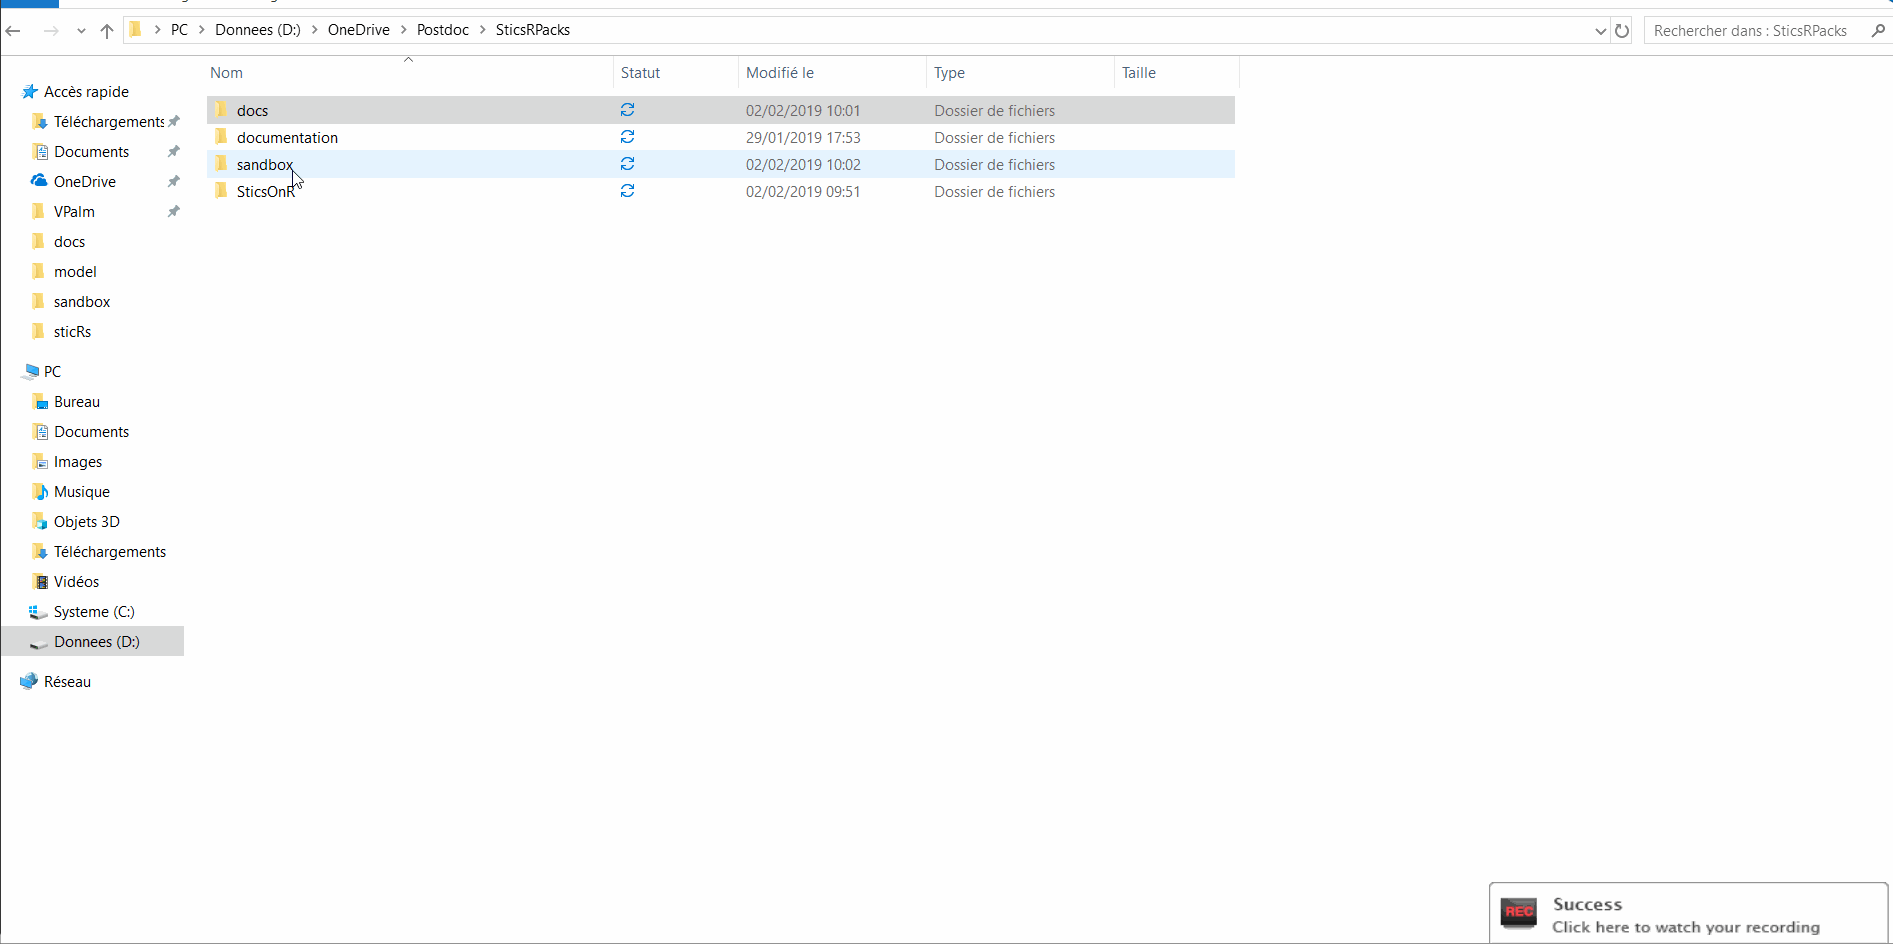 PC > Donnees (D:) > OneDrive > Postdoc > SticsRPacks
Rechercher dans : SticsRPacks
Nom Statut Modifié le Type Taille
docs 02/02/2019 10:01 Dossier de fichiers
documentation 29/01/2019 17:53 Dossier de fichiers
sandbox 02/02/2019 10:02 Dossier de fichiers
SticsOnR 02/02/2019 09:51 Dossier de fichiers
Accès rapide
Téléchargements
Documents
OneDrive
VPalm
docs
model
sandbox
sticRs
PC
Bureau
Documents
Images
Musique
Objets 3D
Téléchargements
Vidéos
Systeme (C:)
Donnees (D:)
Réseau
REC
Success
Click here to watch your recording